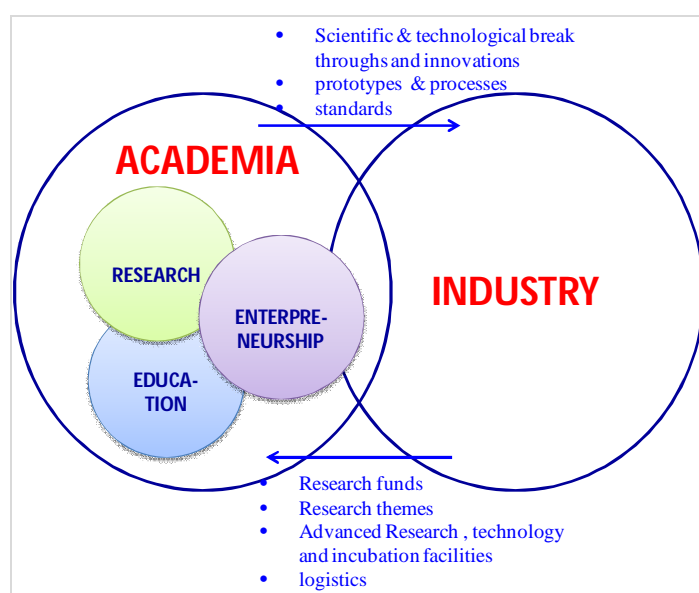 • Scientific & technological break
throughs and innovations
• prototypes & processes
• standards
ACADEMIA
RESEARCH
ENTERPRE-
NEURSHIP
EDUCA-
TION
INDUSTRY
• Research funds
• Research themes
• Advanced Research , technology
and incubation facilities
• logistics